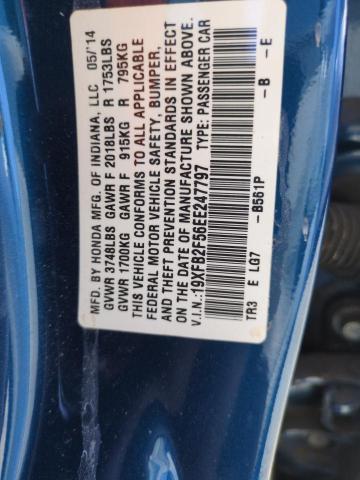 MFD. BY HONDA MFG. OF INDIANA, LLC 05/'14
GVWR 3748LBS GAWR F 2018LBS R 1753LBS
GVWR 1700KG GAWR F 915KG R 795KG
THIS VEHICLE CONFORMS TO ALL APPLICABLE
FEDERAL MOTOR VEHICLE SAFETY, BUMPER,
AND THEFT PREVENTION STANDARDS IN EFFECT
ON THE DATE OF MANUFACTURE SHOWN ABOVE.
V.I.N.:19XFB2F56EE247797 TYPE: PASSENGER CAR
TR3 E LG7 -B561P -B -E